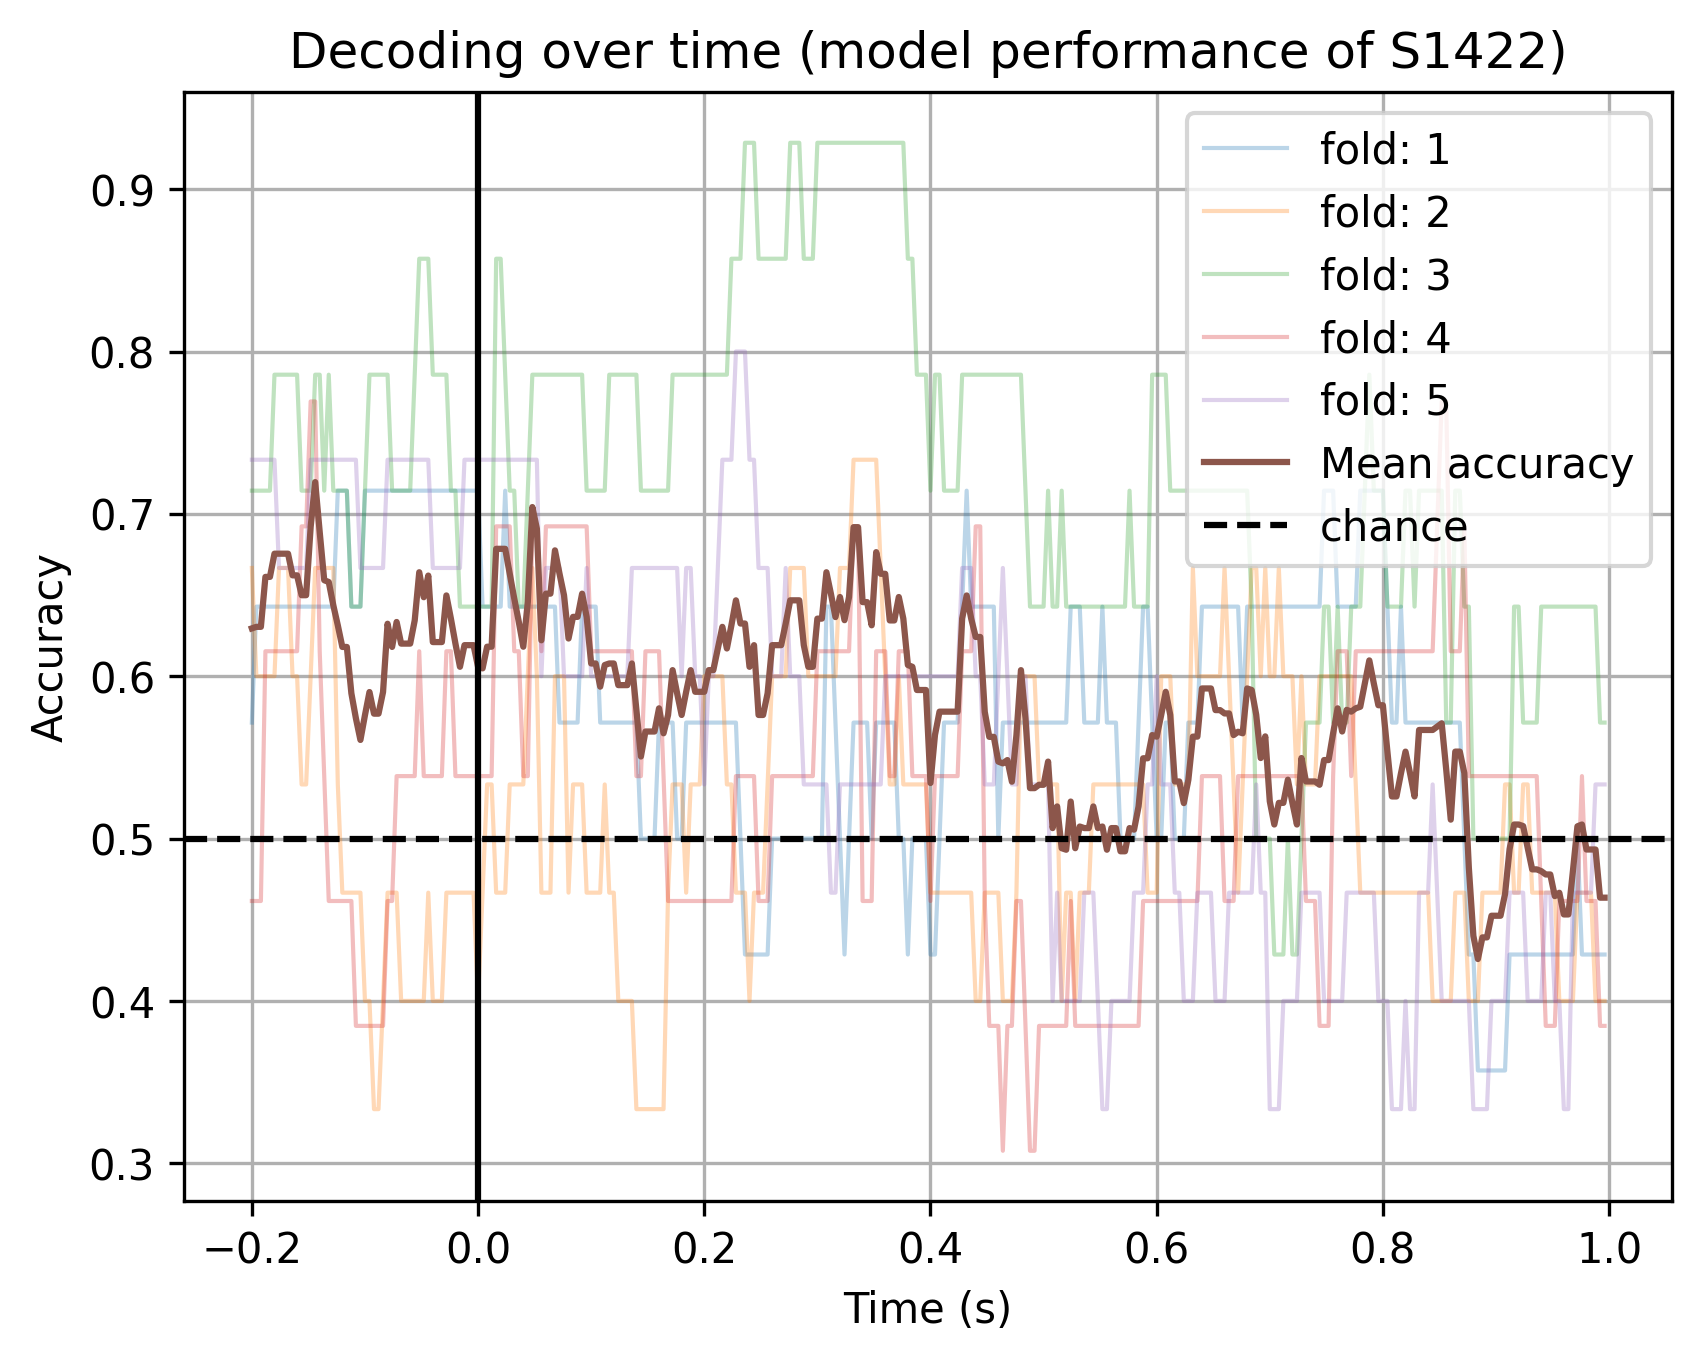 Decoding over time (model performance of S1422)
fold: 1
fold: 2
fold: 3
fold: 4
fold: 5
Mean accuracy
chance
Accuracy
0.9
0.8
0.7
0.6
0.5
0.4
0.3
−0.2 0.0 0.2 0.4 0.6 0.8 1.0
Time (s)